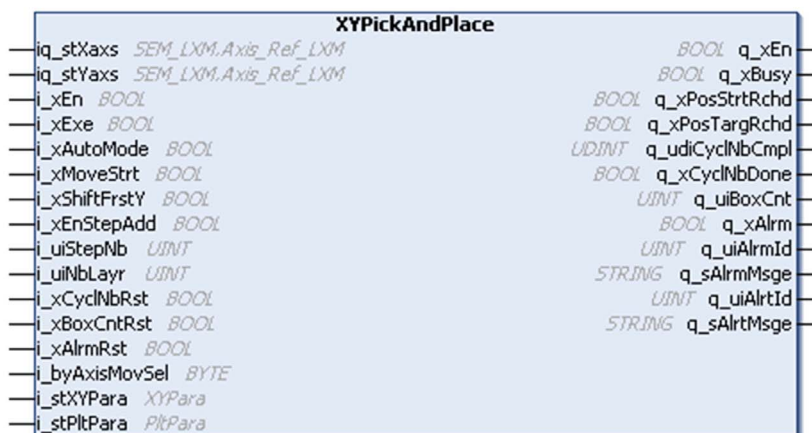 XYPickAndPlace
iq_stXaxs SEM_LXM.Axis_Ref_LXM BOOL q_xEn
iq_stYaxs SEM_LXM.Axis_Ref_LXM BOOL q_xBusy
i_xEn BOOL BOOL q_xPosStrtRchd
i_xExe BOOL BOOL q_xPosTargRchd
i_xAutoMode BOOL UDINT q_udiCyclNbCmpl
i_xMoveStrt BOOL BOOL q_xCyclNbDone
i_xShiftFrstY BOOL UINT q_uiBoxCnt
i_xEnStepAdd BOOL BOOL q_xAlrm
i_uiStepNb UINT UINT q_uiAlrmId
i_uiNbLayr UINT STRING q_sAlrmMsge
i_xCyclNbRst BOOL UINT q_uiAlrtId
i_xBoxCntRst BOOL STRING q_sAlrtMsge
i_xAlrmRst BOOL
i_byAxisMovSel BYTE
i_stXYPara XYPara
i_stPltPara PltPara